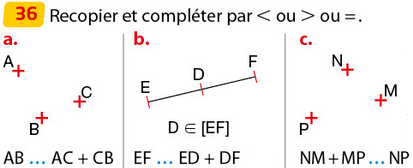 36 Recopier et compléter par < ou > ou =.
a. b. c.
A
C
B
E D F
D ∈ [EF]
N
M
P
AB ... AC + CB
EF ... ED + DF
NM + MP ... NP